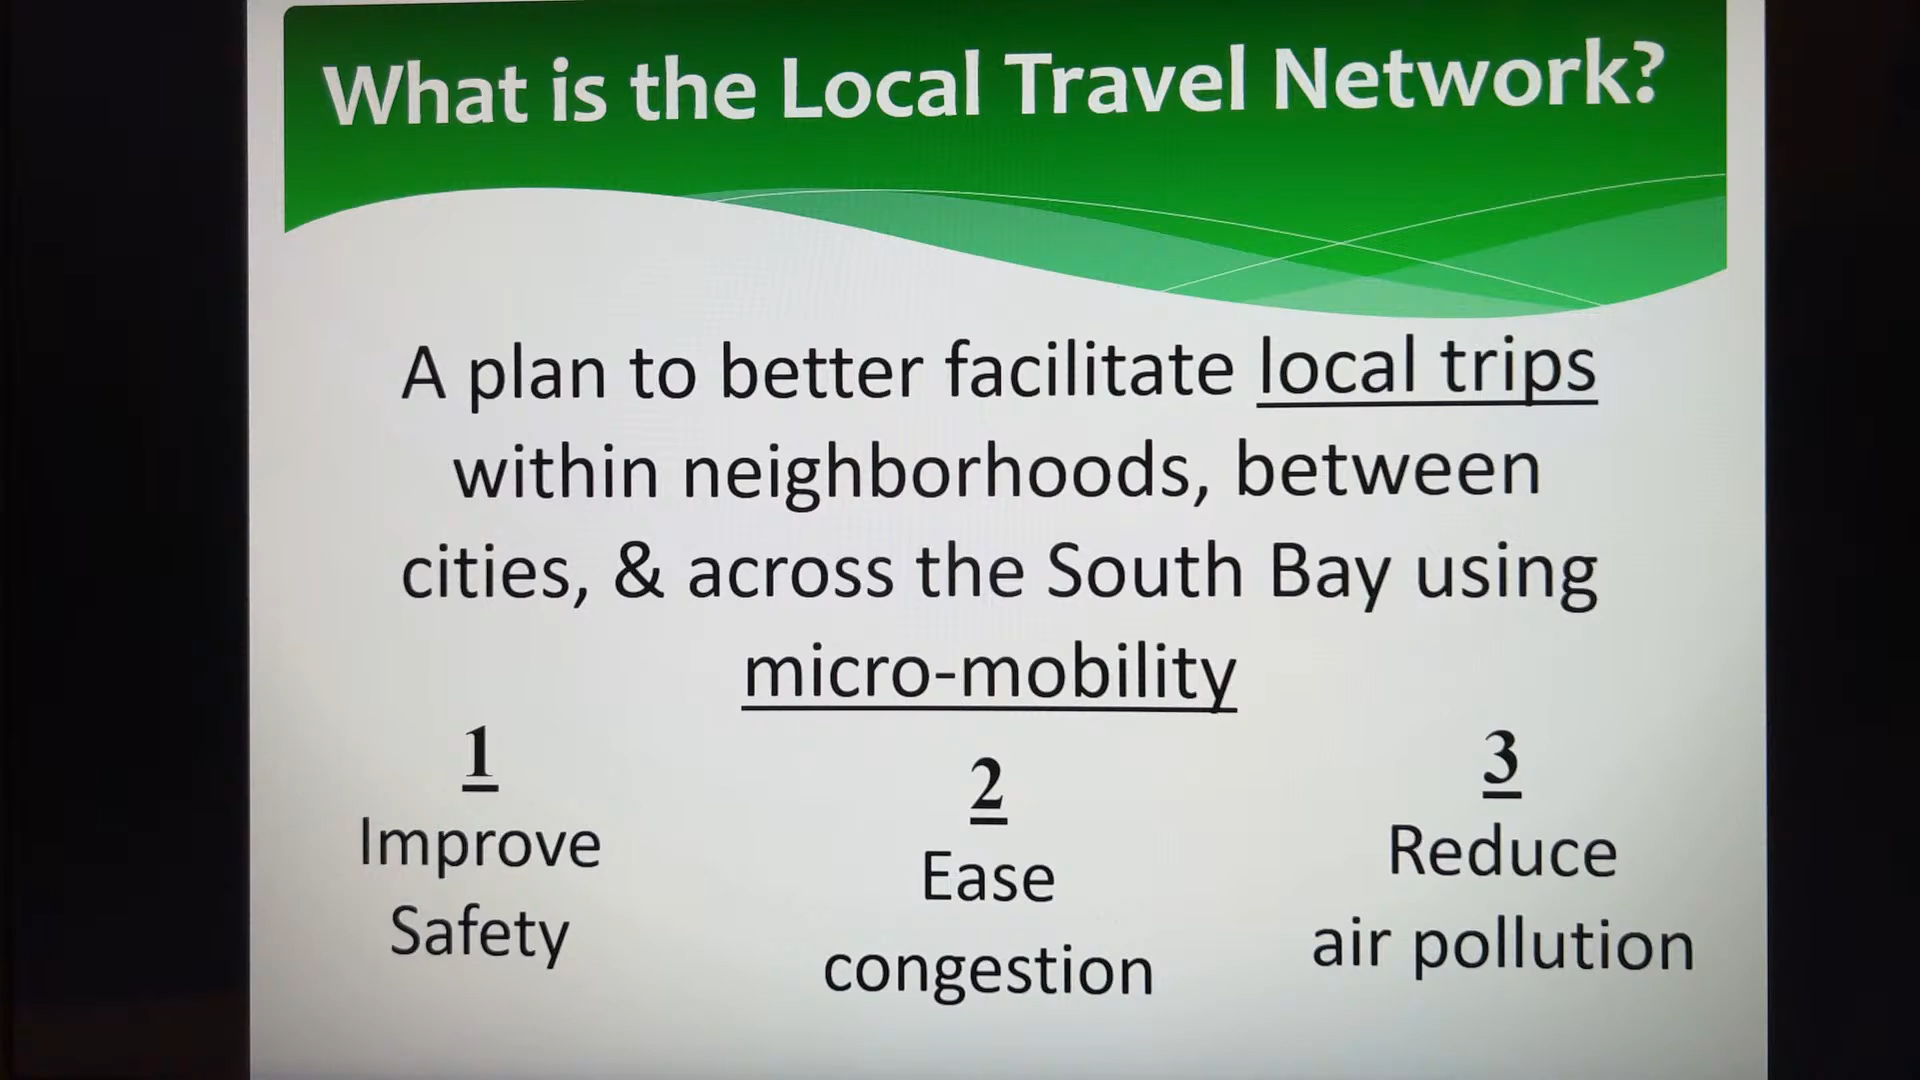 What is the Local Travel Network?
A plan to better facilitate local trips
within neighborhoods, between
cities, & across the South Bay using
micro-mobility
1
Improve
Safety
2
Ease
congestion
3
Reduce
air pollution